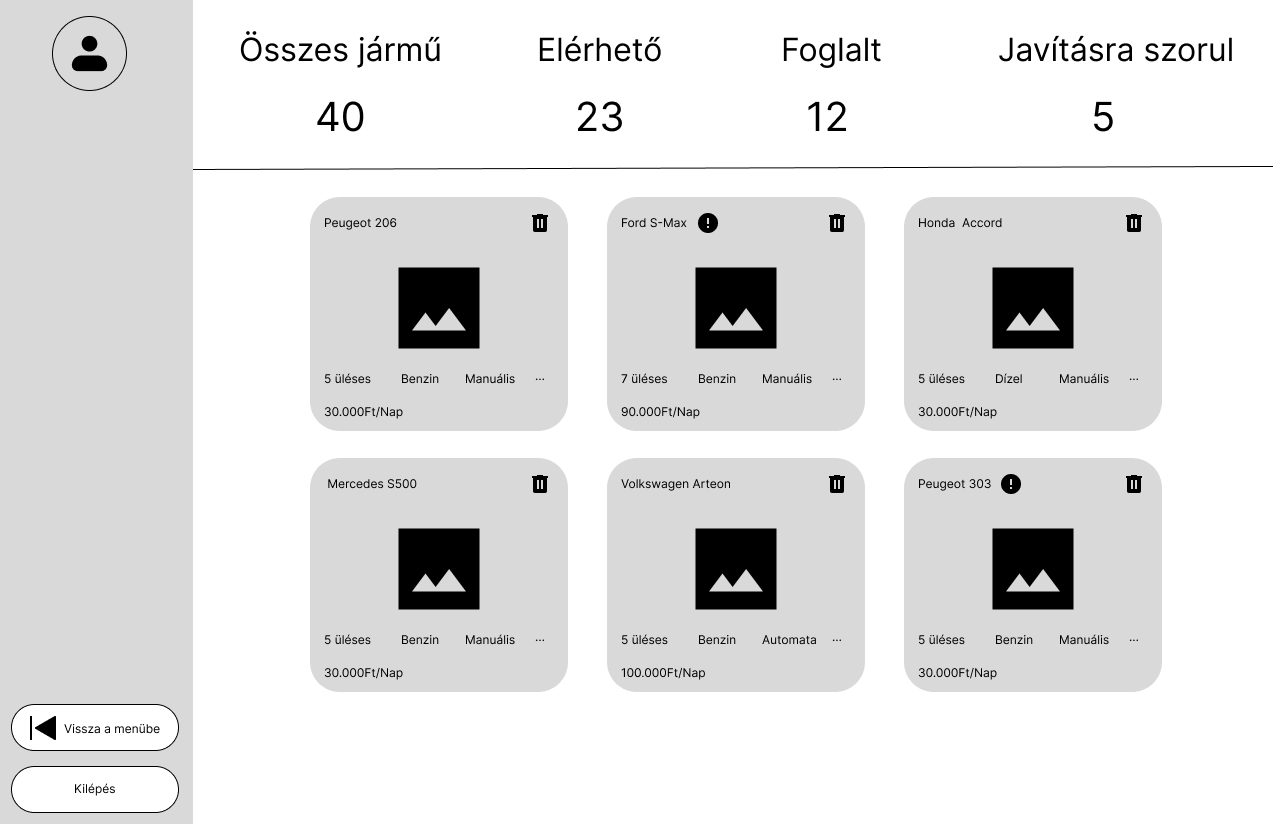 Összes jármű Elérhető Foglalt Javításra szorul
40 23 12 5
Peugeot 206
5 üléses Benzin Manuális ...
30.000Ft/Nap
Ford S-Max
7 üléses Benzin Manuális ...
90.000Ft/Nap
Honda  Accord
5 üléses Dízel Manuális ...
30.000Ft/Nap
Mercedes S500
5 üléses Benzin Manuális ...
30.000Ft/Nap
Volkswagen Arteon
5 üléses Benzin Automata ...
100.000Ft/Nap
Peugeot 303
5 üléses Benzin Manuális ...
30.000Ft/Nap
Vissza a menübe
Kilépés